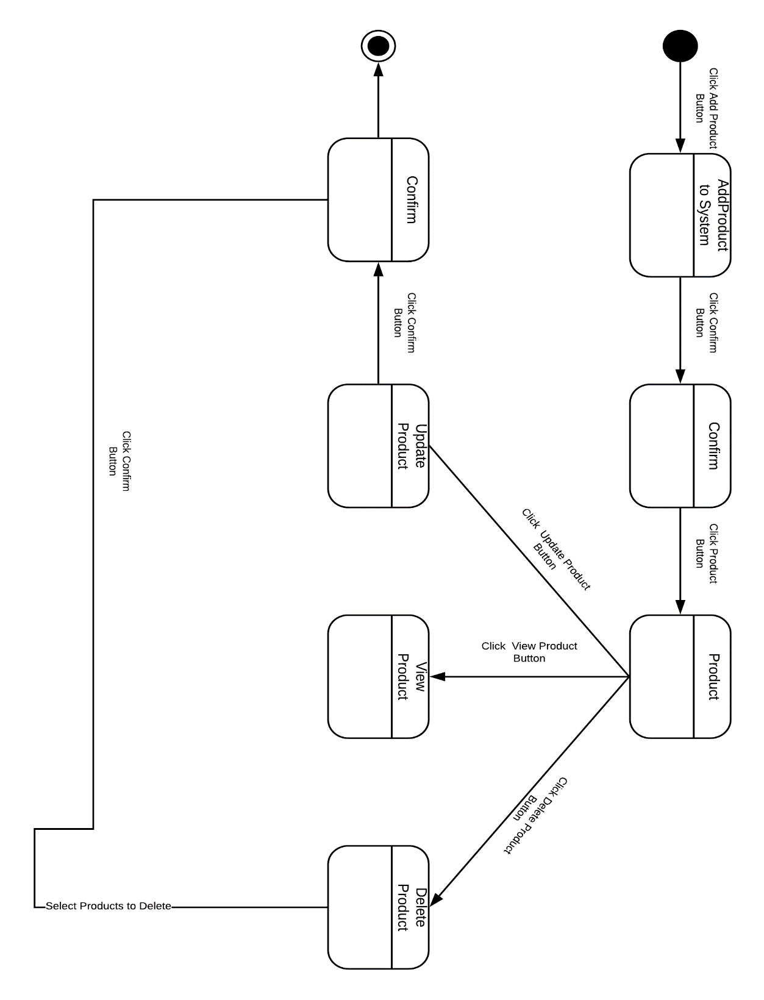 Click Add Product
Button
AddProduct
to System
Click Confirm
Button
Confirm
Click Product
Button
Product
Click Update Product
Button
Click View Product
Button
Click Delete Product
Button
Update
Product
View
Product
Delete
Product
Click Confirm
Button
Confirm
Select Products to Delete
Click Confirm
Button